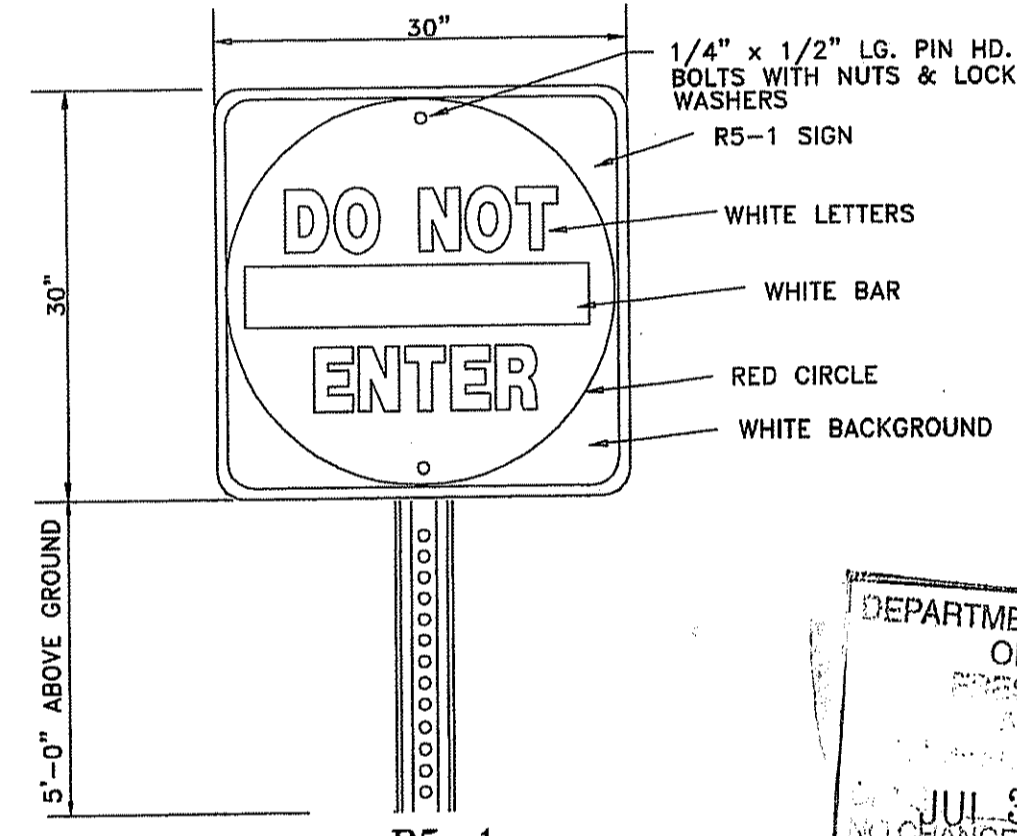 30"
1/4" x 1/2" LG. PIN HD.
BOLTS WITH NUTS & LOCK
WASHERS
R5-1 SIGN
DO NOT
WHITE LETTERS
30"
WHITE BAR
ENTER
RED CIRCLE
WHITE BACKGROUND
5'-0" ABOVE GROUND
JUL